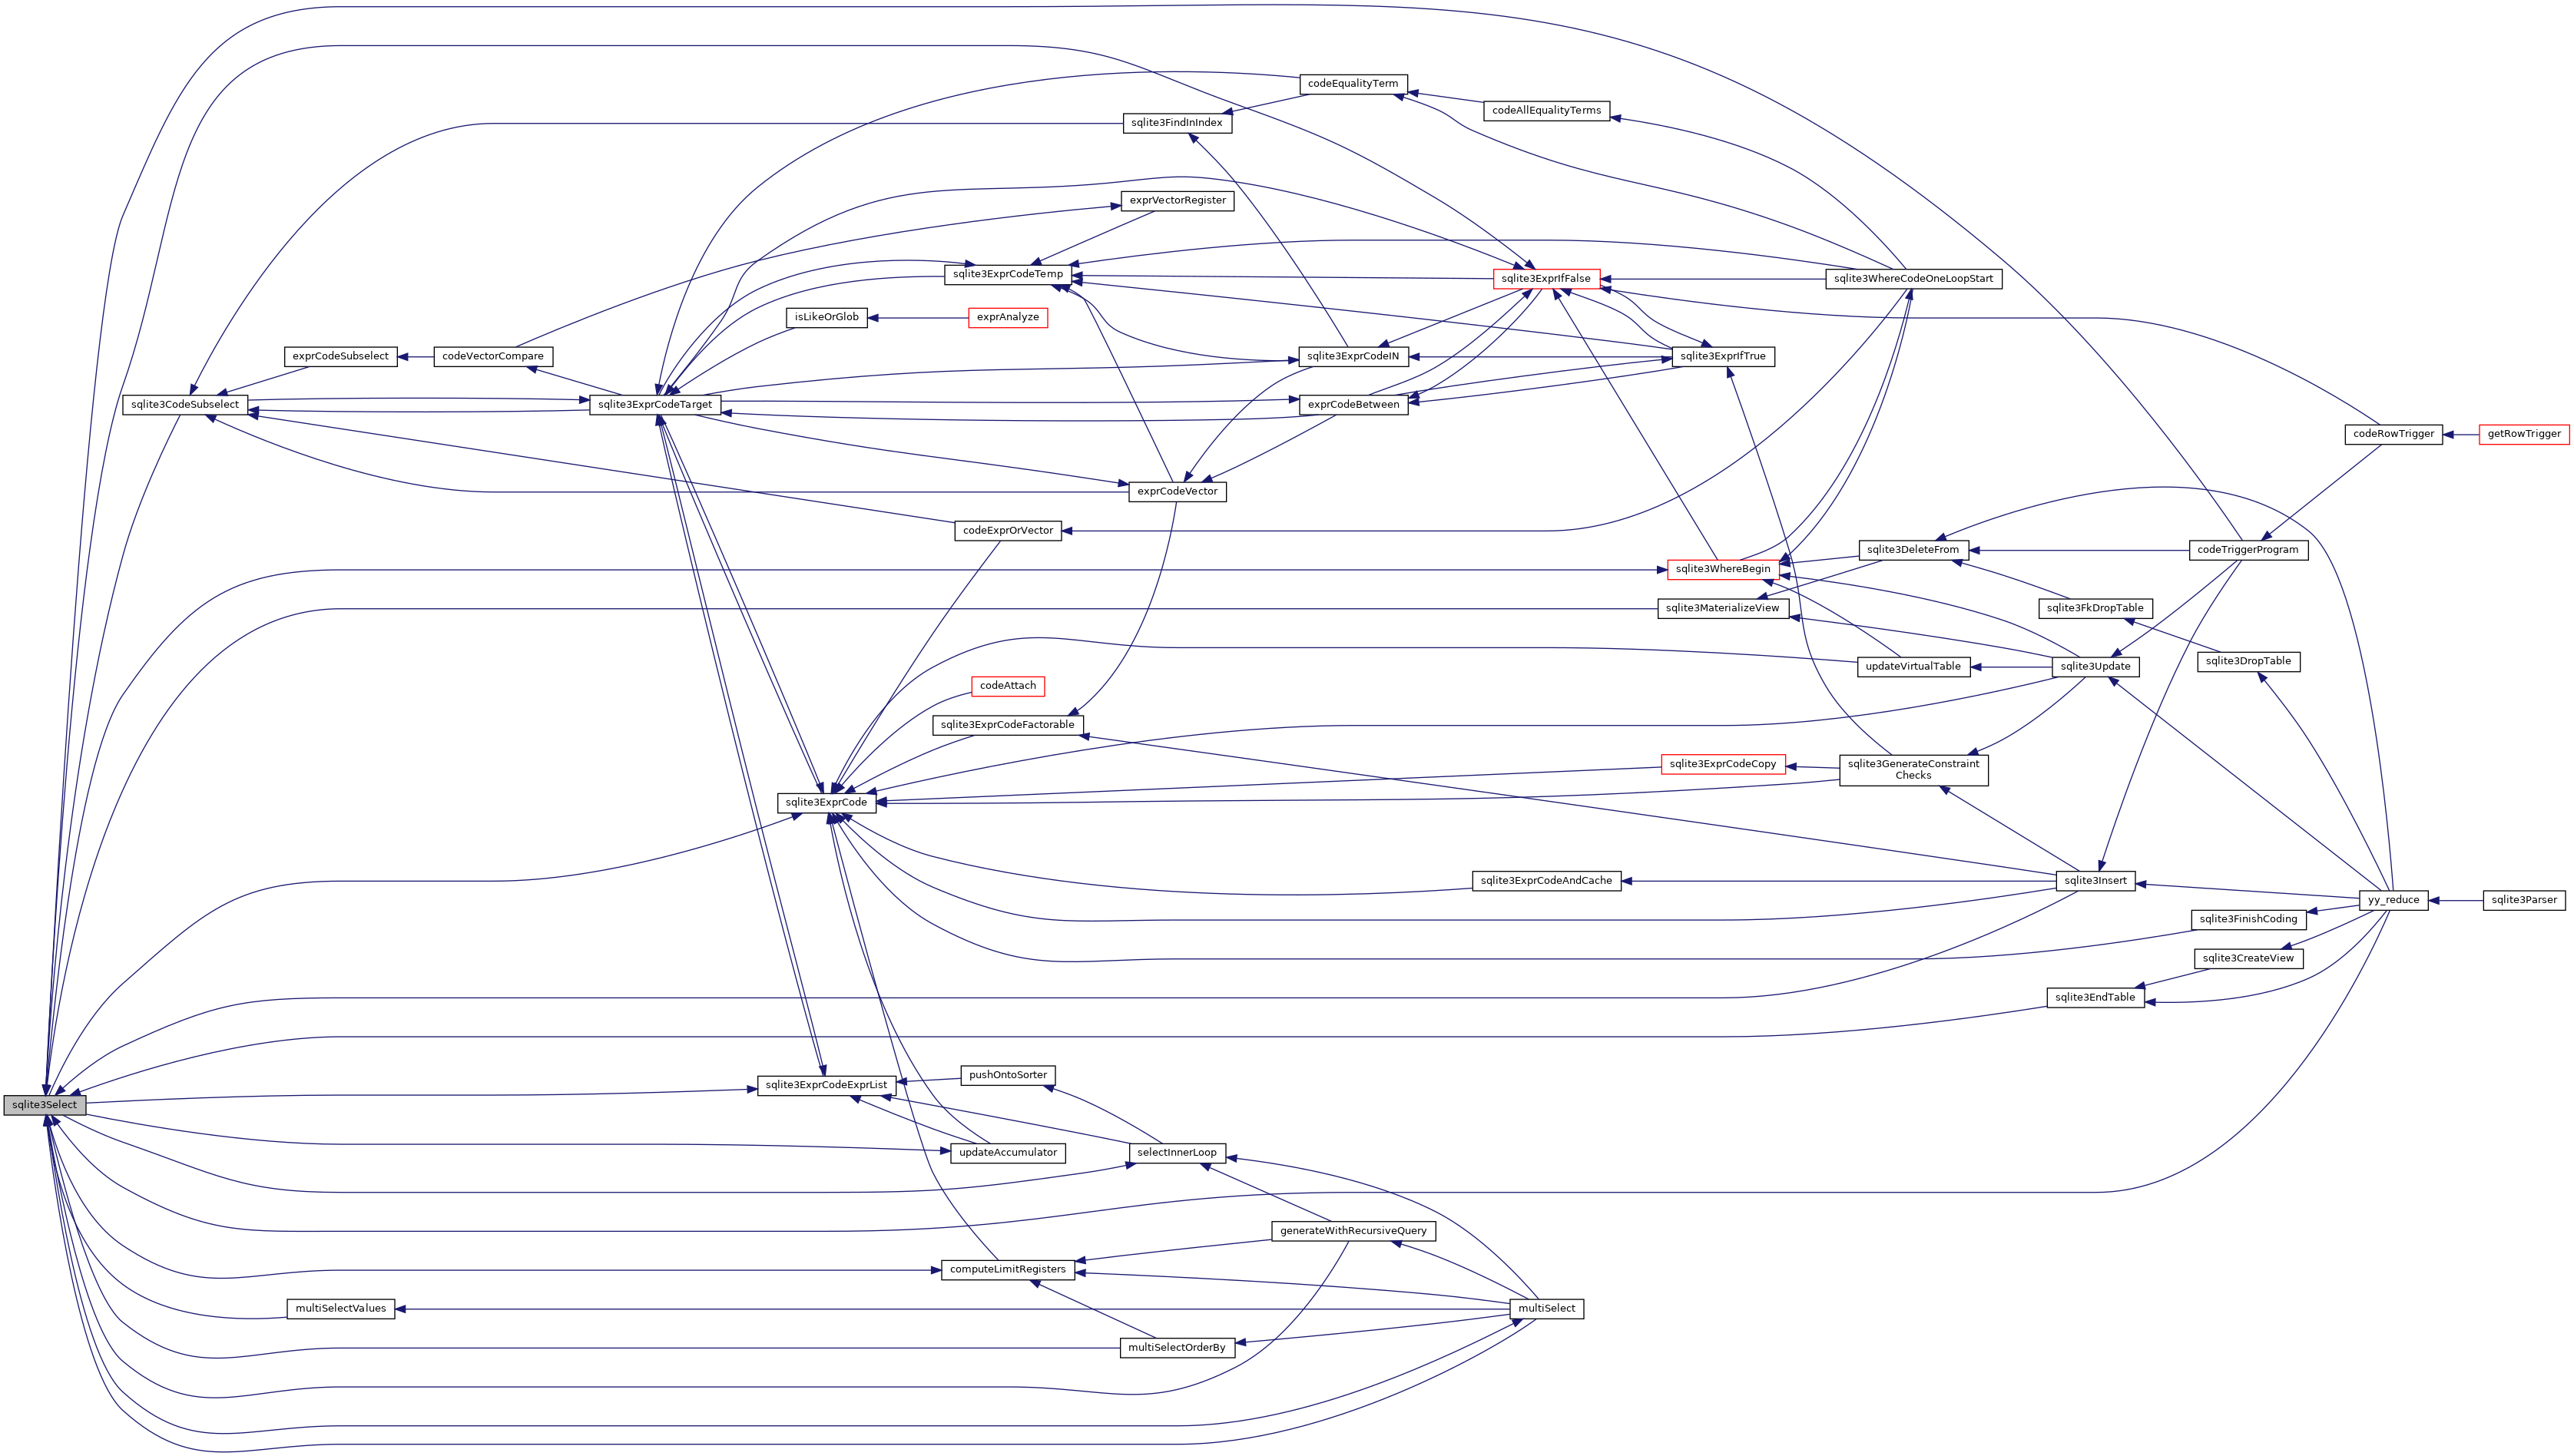 codeEqualityTerm
codeAllEqualityTerms
sqlite3FindInIndex
exprVectorRegister
sqlite3ExprCodeTemp
sqlite3ExprIfFalse
sqlite3WhereCodeOneLoopStart
isLikeOrGlob
exprAnalyze
exprCodeSubselect
codeVectorCompare
sqlite3ExprCodeIN
sqlite3ExprIfTrue
sqlite3CodeSubselect
sqlite3ExprCodeTarget
exprCodeBetween
codeRowTrigger
getRowTrigger
exprCodeVector
codeExprOrVector
sqlite3DeleteFrom
codeTriggerProgram
sqlite3WhereBegin
sqlite3MaterializeView
sqlite3FkDropTable
updateVirtualTable
sqlite3Update
sqlite3DropTable
codeAttach
sqlite3ExprCodeFactorable
sqlite3ExprCodeCopy
sqlite3GenerateConstraint
Checks
sqlite3ExprCode
sqlite3ExprCodeAndCache
sqlite3Insert
yy_reduce
sqlite3Parser
sqlite3FinishCoding
sqlite3CreateView
sqlite3EndTable
pushOntoSorter
sqlite3ExprCodeExprList
sqlite3Select
updateAccumulator
selectInnerLoop
generateWithRecursiveQuery
computeLimitRegisters
multiSelectValues
multiSelect
multiSelectOrderBy